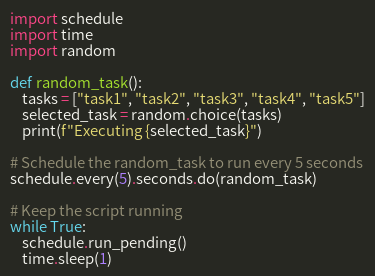 import schedule
import time
import random

def random_task():
    tasks = ["task1", "task2", "task3", "task4", "task5"]
    selected_task = random.choice(tasks)
    print(f"Executing {selected_task}")

# Schedule the random_task to run every 5 seconds
schedule.every(5).seconds.do(random_task)

# Keep the script running
while True:
    schedule.run_pending()
    time.sleep(1)